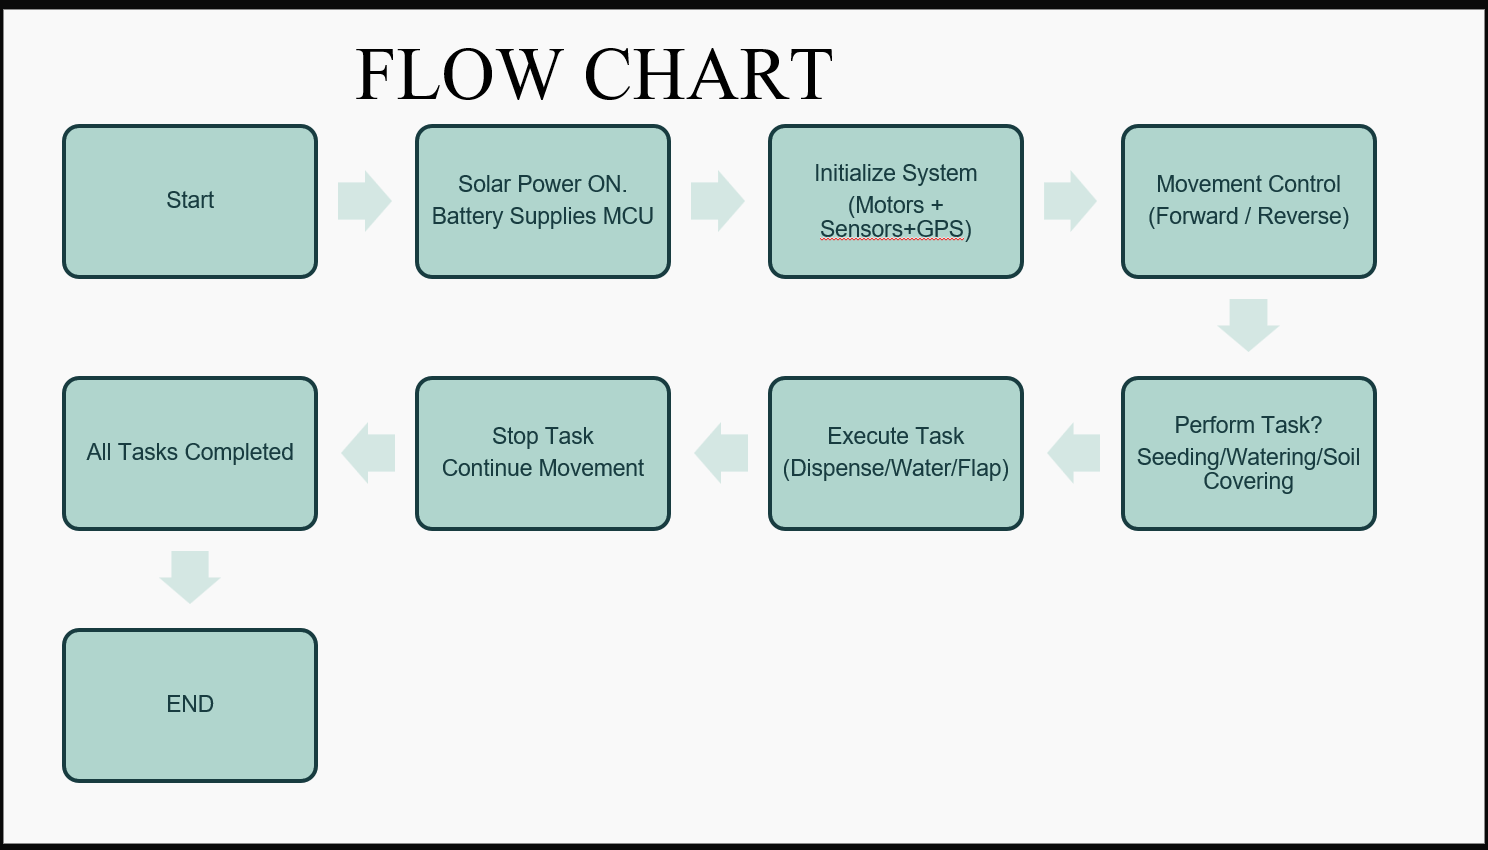 FLOW CHART
Start
Solar Power ON.
Battery Supplies MCU
Initialize System
(Motors +
Sensors+GPS)
Movement Control
(Forward / Reverse)
Perform Task?
Seeding/Watering/Soil
Covering
Execute Task
(Dispense/Water/Flap)
Stop Task
Continue Movement
All Tasks Completed
END